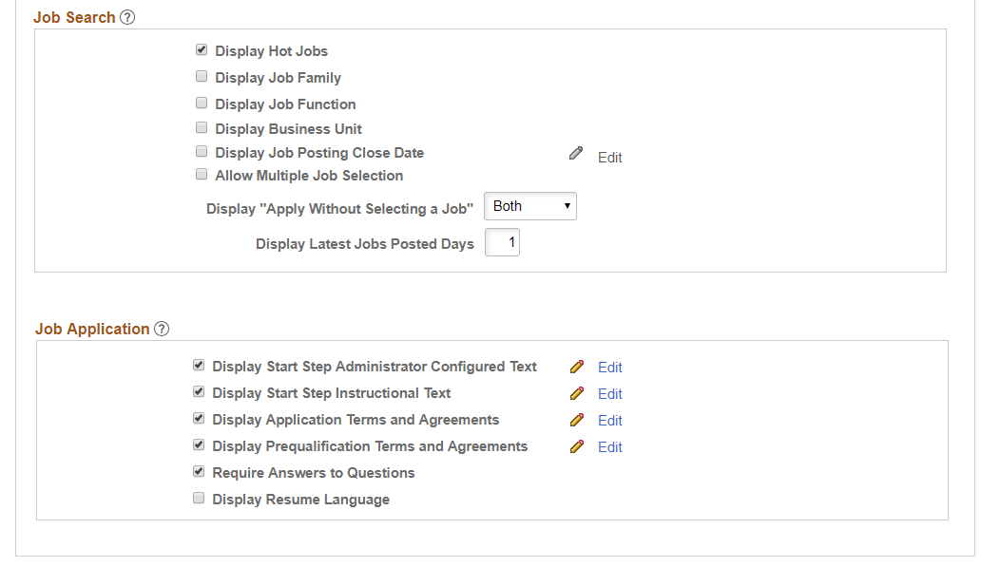 Job Search ?
Display Hot Jobs
Display Job Family
Display Job Function
Display Business Unit
Display Job Posting Close Date Edit
Allow Multiple Job Selection
Display "Apply Without Selecting a Job" Both
Display Latest Jobs Posted Days 1
Job Application ?
Display Start Step Administrator Configured Text Edit
Display Start Step Instructional Text Edit
Display Application Terms and Agreements Edit
Display Prequalification Terms and Agreements Edit
Require Answers to Questions
Display Resume Language